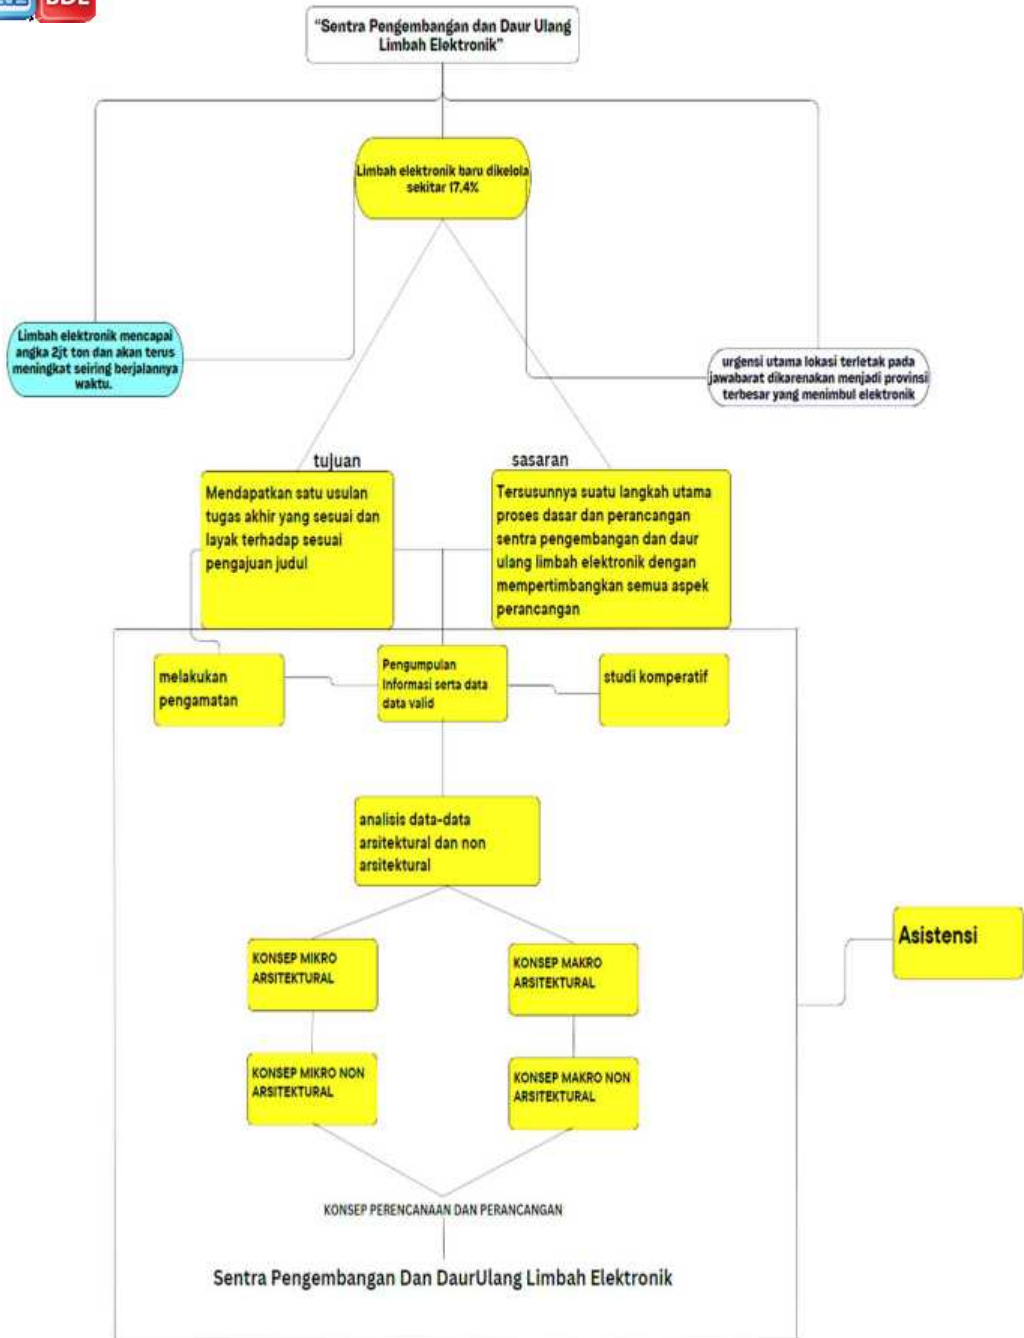 "Sentra Pengembangan dan Daur Ulang
Limbah Elektronik"
Limbah elektronik baru dikelola
sekitar 17,4%
Limbah elektronik mencapai
angka 2jt ton dan akan terus
meningkat seiring berjalannya
waktu.
urgensi utama lokasi terletak pada
jawabarat dikarenakan menjadi provinsi
terbesar yang menimbul elektronik
tujuan
Mendapatkan satu usulan
tugas akhir yang sesuai dan
layak terhadap sesuai
pengajuan judul
sasaran
Tersusunnya suatu langkah utama
proses dasar dan perancangan
sentra pengembangan dan daur
ulang limbah elektronik dengan
mempertimbangkan semua aspek
perancangan
melakukan
pengamatan
Pengumpulan
Informasi serta data
data valid
studi komperatif
analisis data-data
arsitektural dan non
arsitektural
KONSEP MIKRO
ARSITEKTURAL
KONSEP MAKRO
ARSITEKTURAL
Asistensi
KONSEP MIKRO NON
ARSITEKTURAL
KONSEP MAKRO NON
ARSITEKTURAL
KONSEP PERENCANAAN DAN PERANCANGAN
Sentra Pengembangan Dan DaurUlang Limbah Elektronik